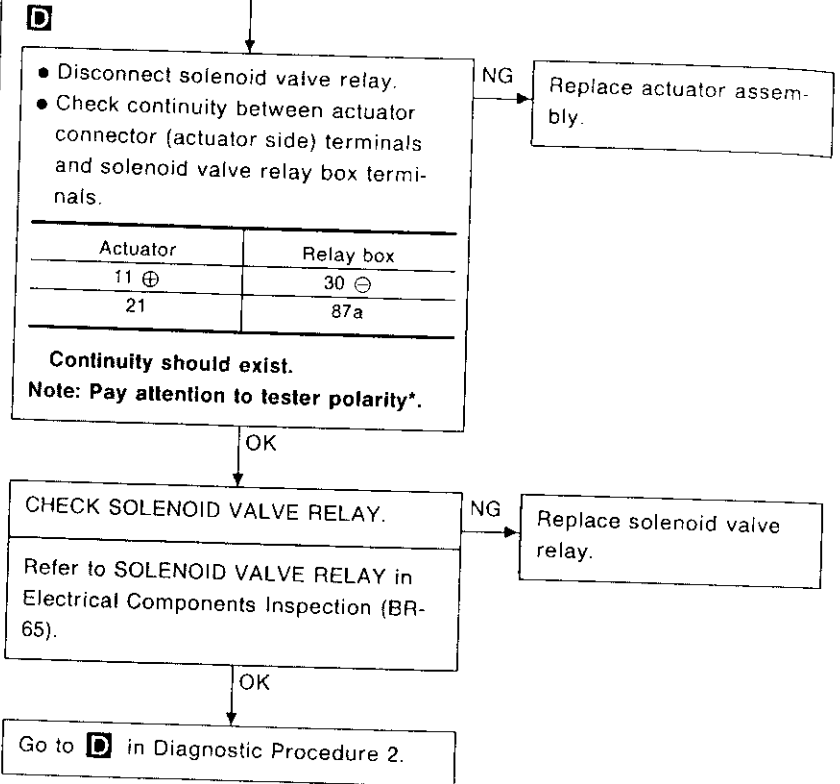 D
● Disconnect solenoid valve relay.
● Check continuity between actuator
connector (actuator side) terminals
and solenoid valve relay box termi-
nals.
Actuator Relay box
11 ⊕ 30 ⊖
21 87a
Continuity should exist.
Note: Pay attention to tester polarity*.
NG
Replace actuator assem-
bly.
OK
CHECK SOLENOID VALVE RELAY.
Refer to SOLENOID VALVE RELAY in
Electrical Components Inspection (BR-
65).
NG
Replace solenoid valve
relay.
OK
Go to D in Diagnostic Procedure 2.